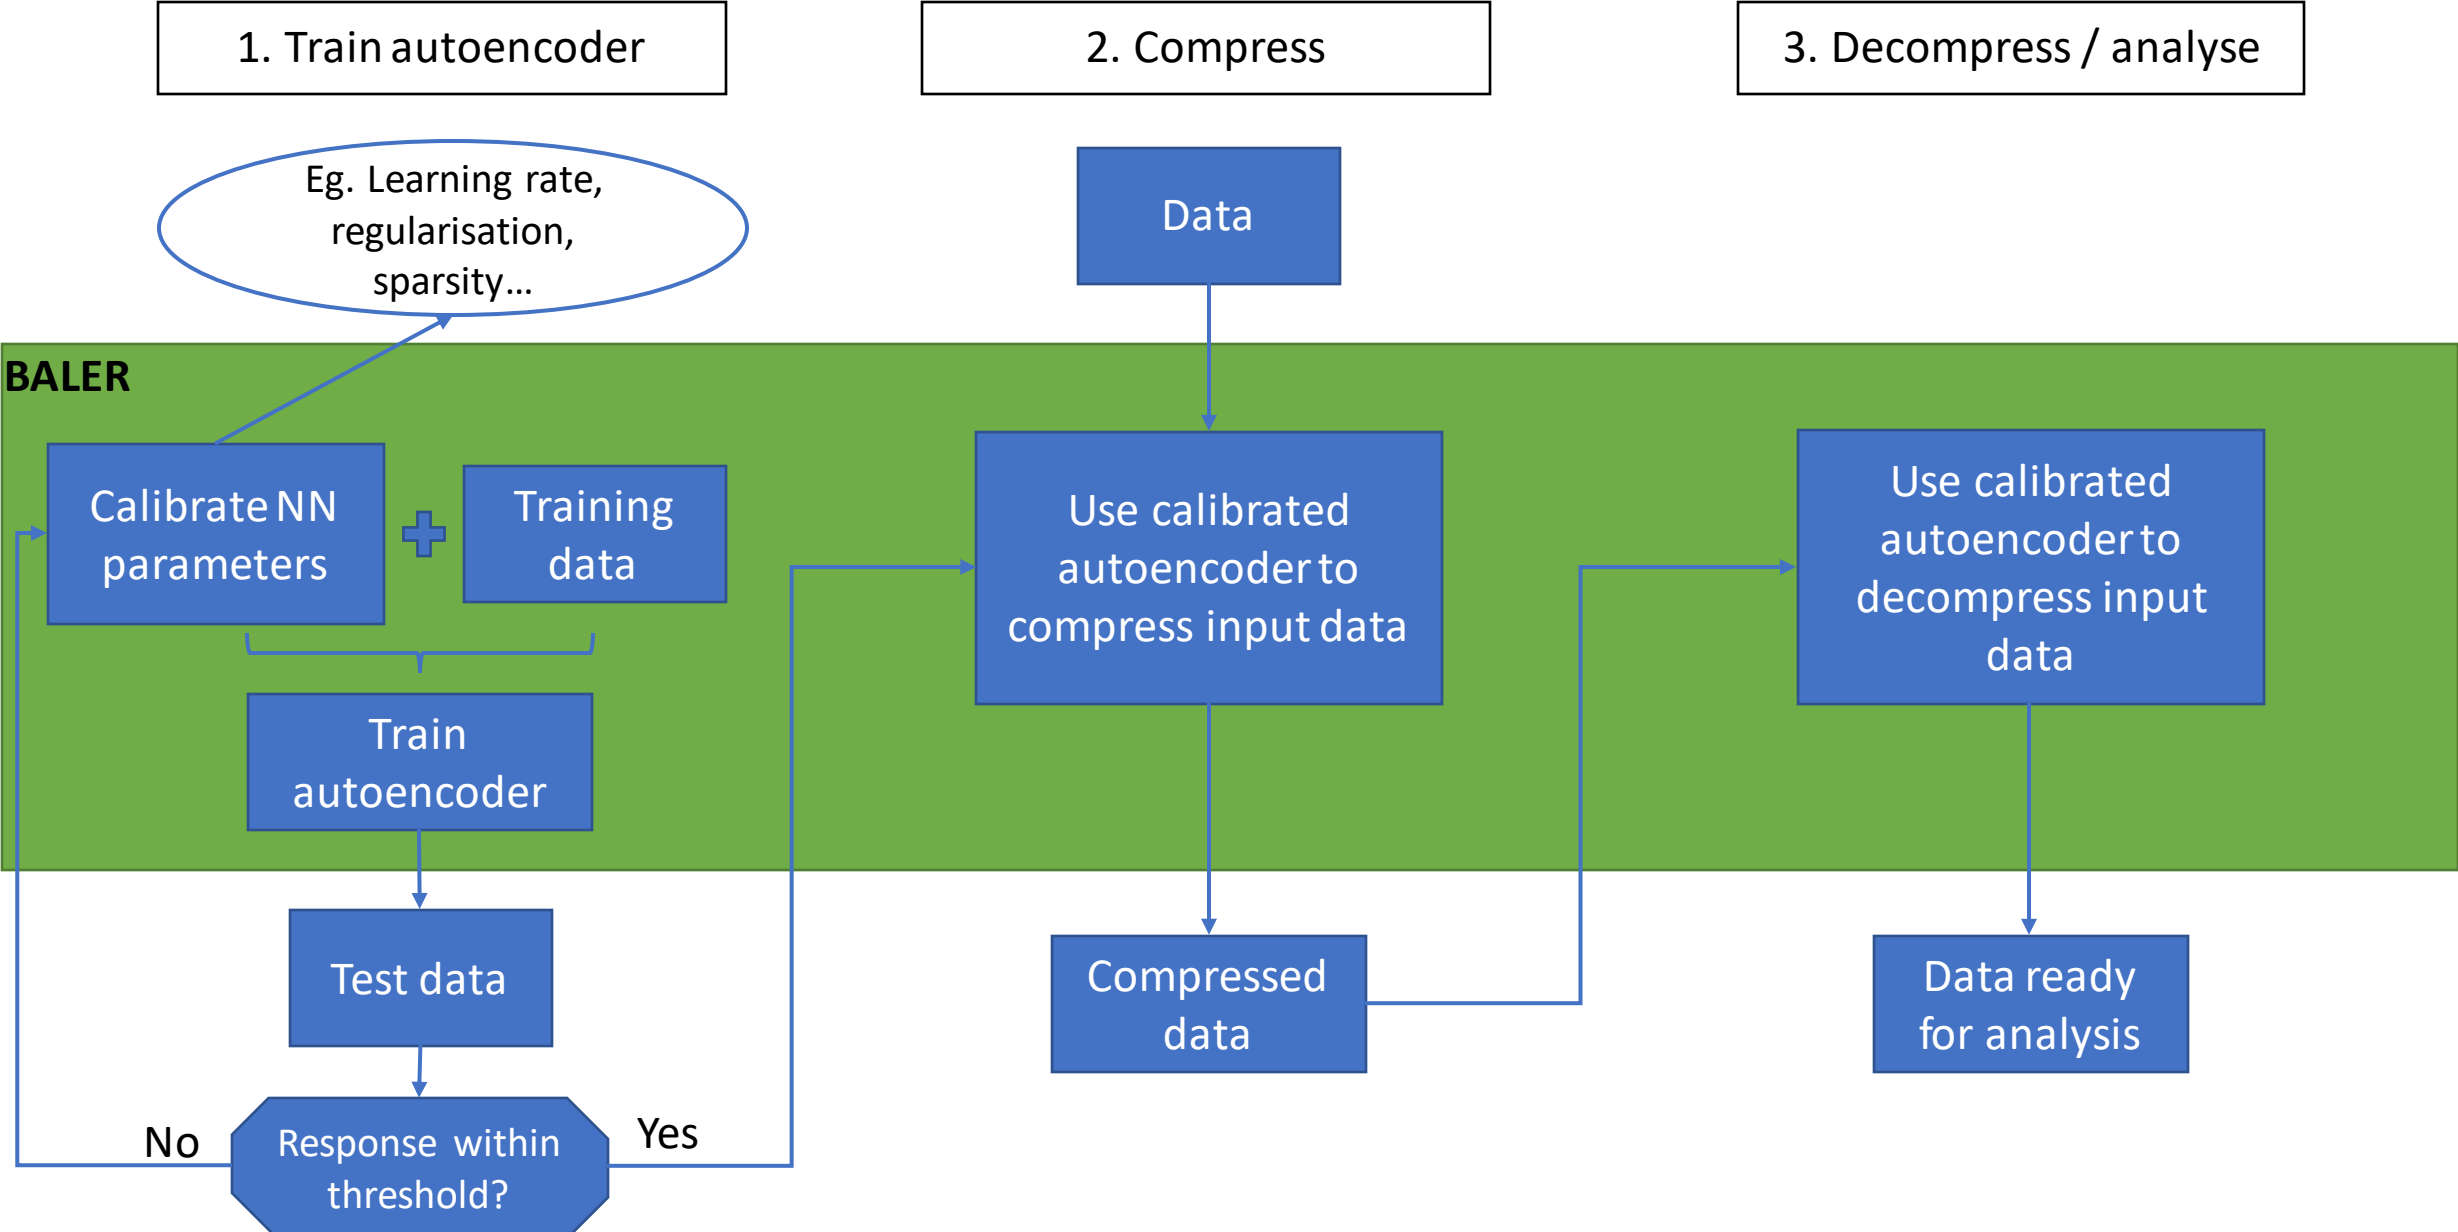 1. Train autoencoder
2. Compress
3. Decompress / analyse
Eg. Learning rate,
regularisation,
sparsity...
Data
BALER
Calibrate NN
parameters
Training
data
Train
autoencoder
Test data
Response within
threshold?
No
Yes
Use calibrated
autoencoder to
compress input data
Compressed
data
Use calibrated
autoencoder to
decompress input
data
Data ready
for analysis